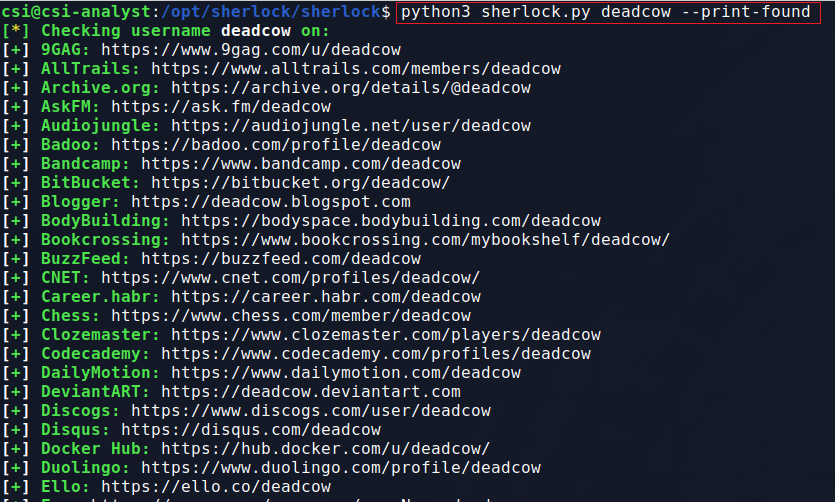 csi@csi-analyst:/opt/sherlock/sherlock$ python3 sherlock.py deadcow --print-found
[*] Checking username deadcow on:
[+] 9GAG: https://www.9gag.com/u/deadcow
[+] AllTrails: https://www.alltrails.com/members/deadcow
[+] Archive.org: https://archive.org/details/@deadcow
[+] AskFM: https://ask.fm/deadcow
[+] Audiojungle: https://audiojungle.net/user/deadcow
[+] Badoo: https://badoo.com/profile/deadcow
[+] Bandcamp: https://www.bandcamp.com/deadcow
[+] BitBucket: https://bitbucket.org/deadcow/
[+] Blogger: https://deadcow.blogspot.com
[+] BodyBuilding: https://bodyspace.bodybuilding.com/deadcow
[+] Bookcrossing: https://www.bookcrossing.com/mybookshelf/deadcow/
[+] BuzzFeed: https://buzzfeed.com/deadcow
[+] CNET: https://www.cnet.com/profiles/deadcow/
[+] Career.habr: https://career.habr.com/deadcow
[+] Chess: https://www.chess.com/member/deadcow
[+] Clozemaster: https://www.clozemaster.com/players/deadcow
[+] Codecademy: https://www.codecademy.com/profiles/deadcow
[+] DailyMotion: https://www.dailymotion.com/deadcow
[+] DeviantART: https://deadcow.deviantart.com
[+] Discogs: https://www.discogs.com/user/deadcow
[+] Disqus: https://disqus.com/deadcow
[+] Docker Hub: https://hub.docker.com/u/deadcow/
[+] Duolingo: https://www.duolingo.com/profile/deadcow
[+] Ello: https://ello.co/deadcow